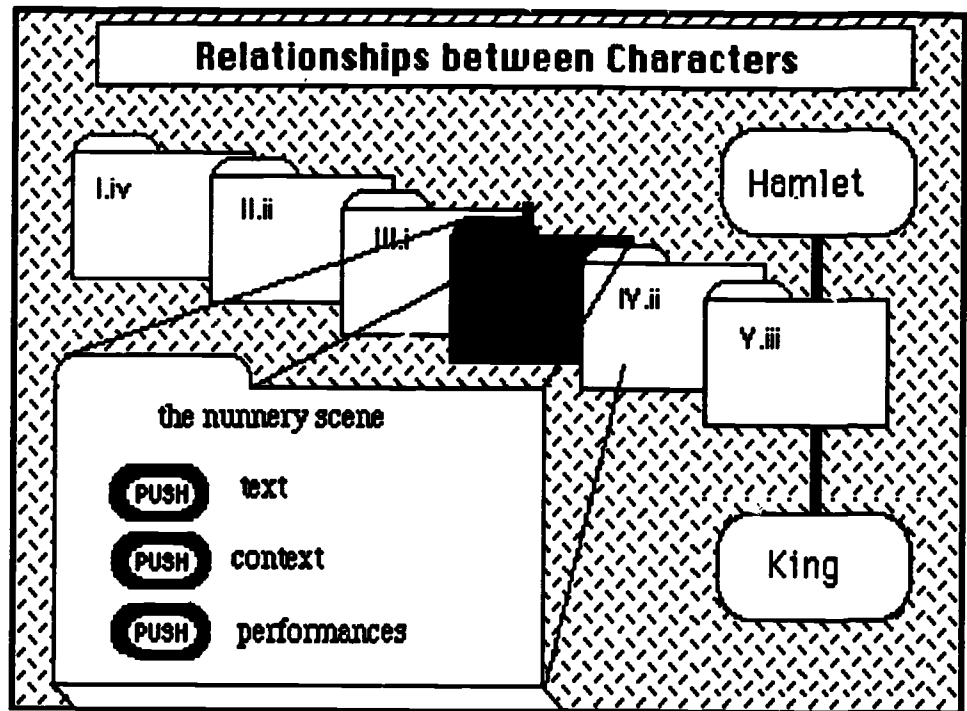 Relationships between Characters
I.iv
II.ii
III.i
IV.ii
V.iii
Hamlet
King
the nunnery scene
PUSH text
PUSH context
PUSH performances